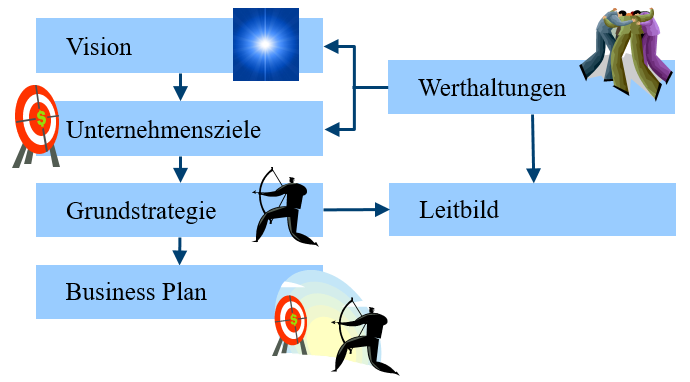 Vision
Werthaltungen
$
Unternehmensziele
Grundstrategie
Leitbild
Business Plan
$